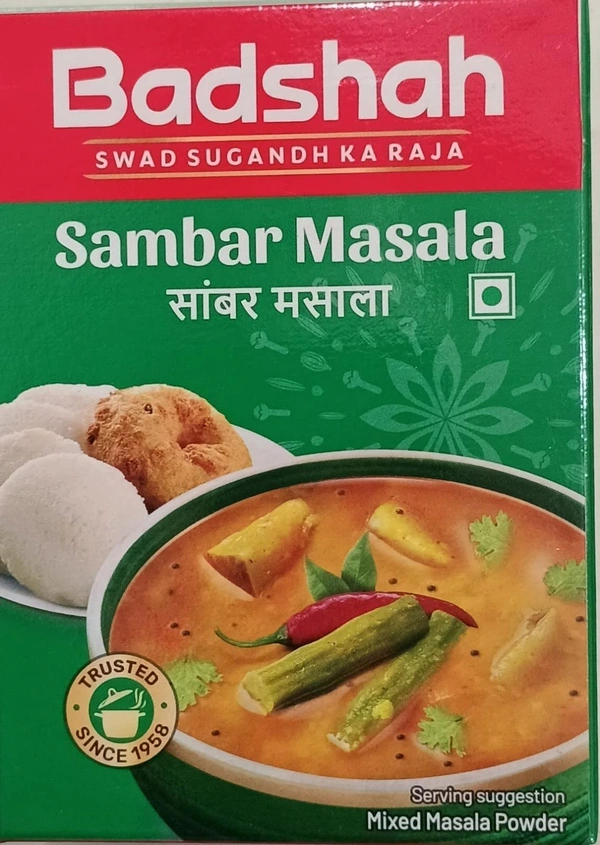 Badshah
SWAD SUGANDH KA RAJA
Sambar Masala
सांबर मसाला
TRUSTED
SINCE 1958
Serving suggestion
Mixed Masala Powder